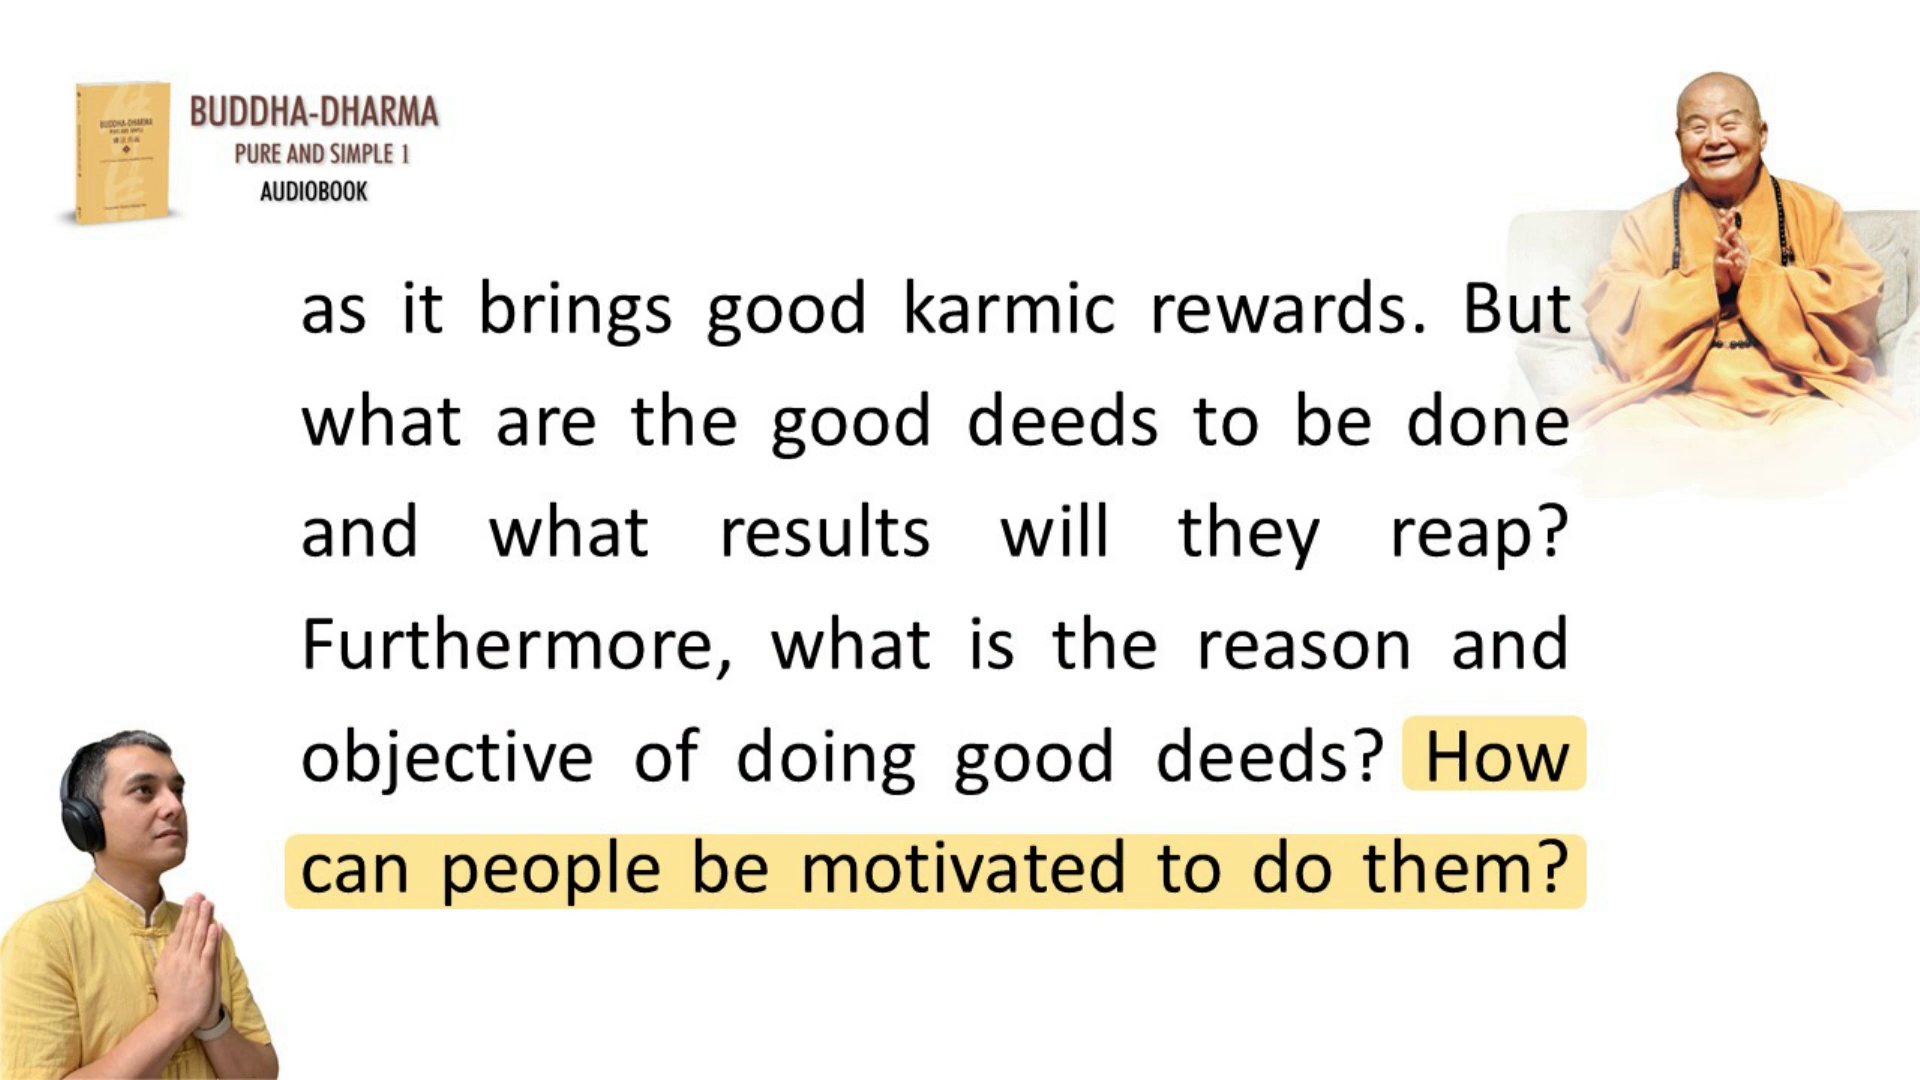 BUDDHA-DHARMA
PURE AND SIMPLE 1
AUDIOBOOK
BUDDHA-DHARMA
as it brings good karmic rewards. But
what are the good deeds to be done
and what results will they reap?
Furthermore, what is the reason and
objective of doing good deeds? How
can people be motivated to do them?